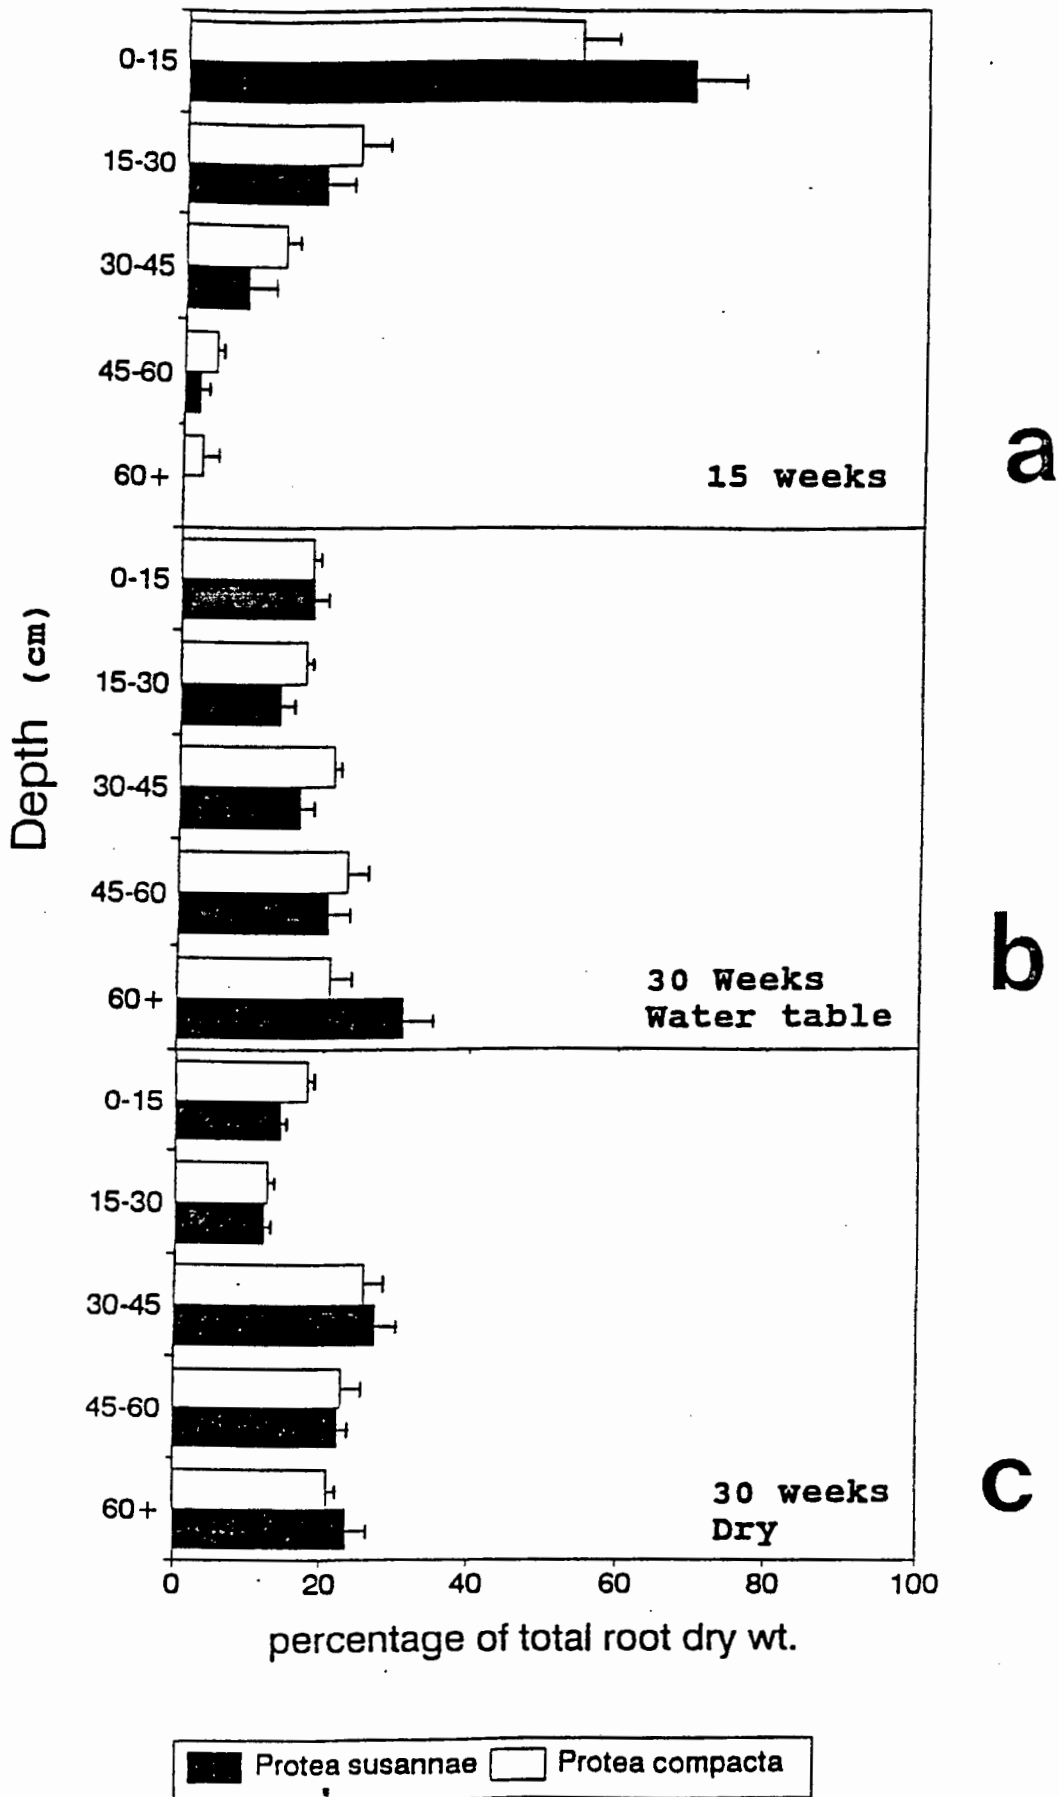 0-15
15-30
30-45
45-60
60+
15 weeks
a
Depth (cm)
0-15
15-30
30-45
45-60
60+
30 Weeks
Water table
b
0-15
15-30
30-45
45-60
60+
30 weeks
Dry
c
0 20 40 60 80 100
percentage of total root dry wt.
Protea susannae Protea compacta